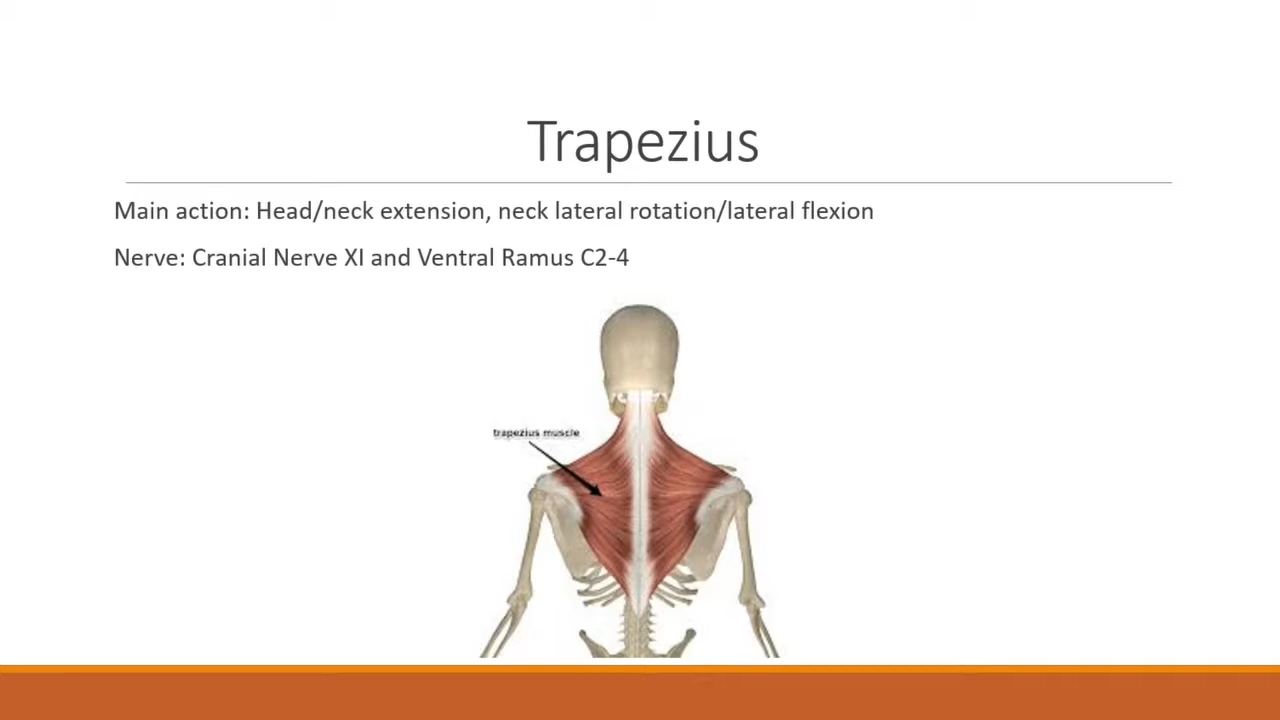 Trapezius
Main action: Head/neck extension, neck lateral rotation/lateral flexion
Nerve: Cranial Nerve XI and Ventral Ramus C2-4
trapezius muscle